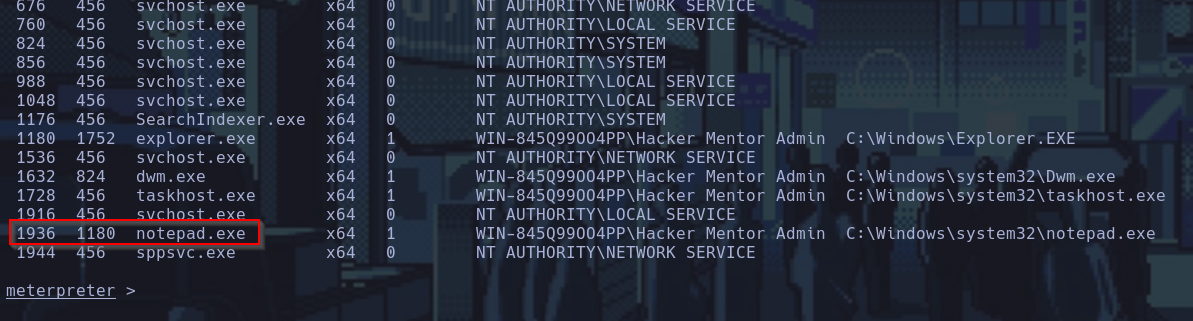 676 456 svchost.exe x64 0 NT AUTHORITY\NETWORK SERVICE
760 456 svchost.exe x64 0 NT AUTHORITY\LOCAL SERVICE
824 456 svchost.exe x64 0 NT AUTHORITY\SYSTEM
856 456 svchost.exe x64 0 NT AUTHORITY\SYSTEM
988 456 svchost.exe x64 0 NT AUTHORITY\LOCAL SERVICE
1048 456 svchost.exe x64 0 NT AUTHORITY\LOCAL SERVICE
1176 456 SearchIndexer.exe x64 0 NT AUTHORITY\SYSTEM
1180 1752 explorer.exe x64 1 WIN-845Q99OO4PP\Hacker Mentor Admin C:\Windows\Explorer.EXE
1536 456 svchost.exe x64 0 NT AUTHORITY\NETWORK SERVICE
1632 824 dwm.exe x64 1 WIN-845Q99OO4PP\Hacker Mentor Admin C:\Windows\system32\Dwm.exe
1728 456 taskhost.exe x64 1 WIN-845Q99OO4PP\Hacker Mentor Admin C:\Windows\system32\taskhost.exe
1916 456 svchost.exe x64 0 NT AUTHORITY\LOCAL SERVICE
1936 1180 notepad.exe x64 1 WIN-845Q99OO4PP\Hacker Mentor Admin C:\Windows\system32\notepad.exe
1944 456 sppsvc.exe x64 0 NT AUTHORITY\NETWORK SERVICE
meterpreter >